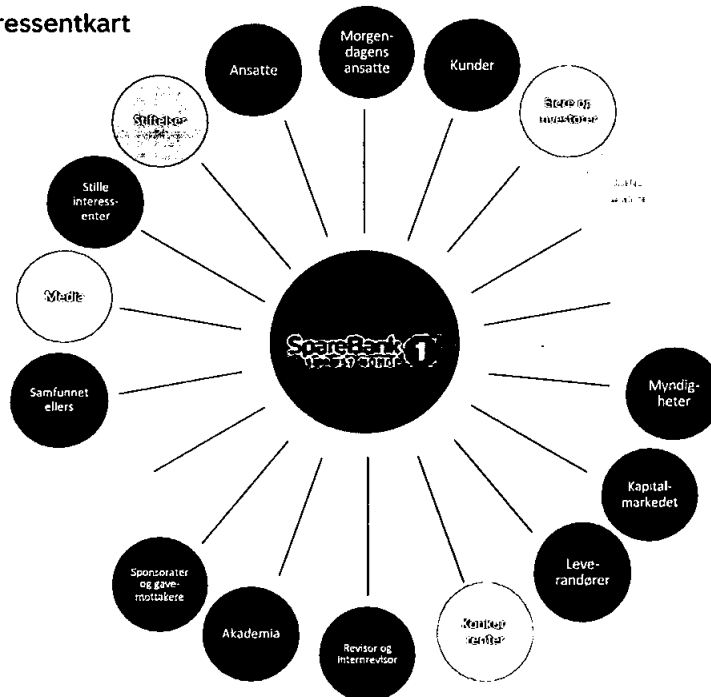 ressentkart
Morgen-
dagens
ansatte
Ansatte
Kunder
Eiere og
investorer
Stiftelser
Stille
interess-
enter
Media
SpareBank 1
Samfunnet
ellers
Myndig-
heter
Kapital-
markedet
Leve-
randører
Sponsorater
og gave-
mottakere
Akademia
Revisor og
internrevisor
Konkur
renter